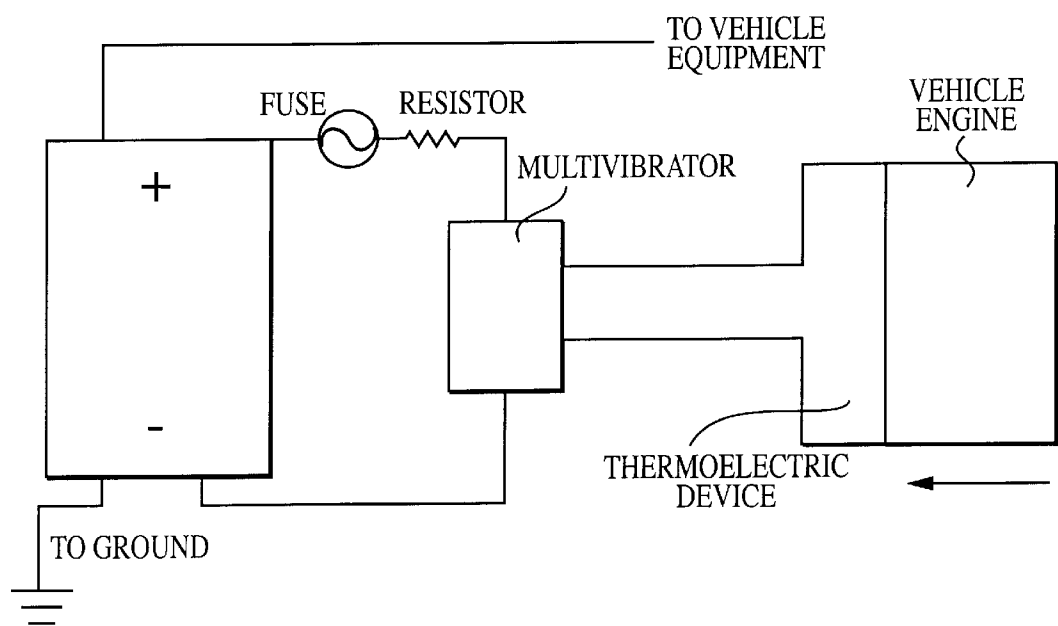 TO VEHICLE
EQUIPMENT
FUSE
RESISTOR
VEHICLE
ENGINE
+
MULTIVIBRATOR
-
THERMOELECTRIC
DEVICE
TO GROUND